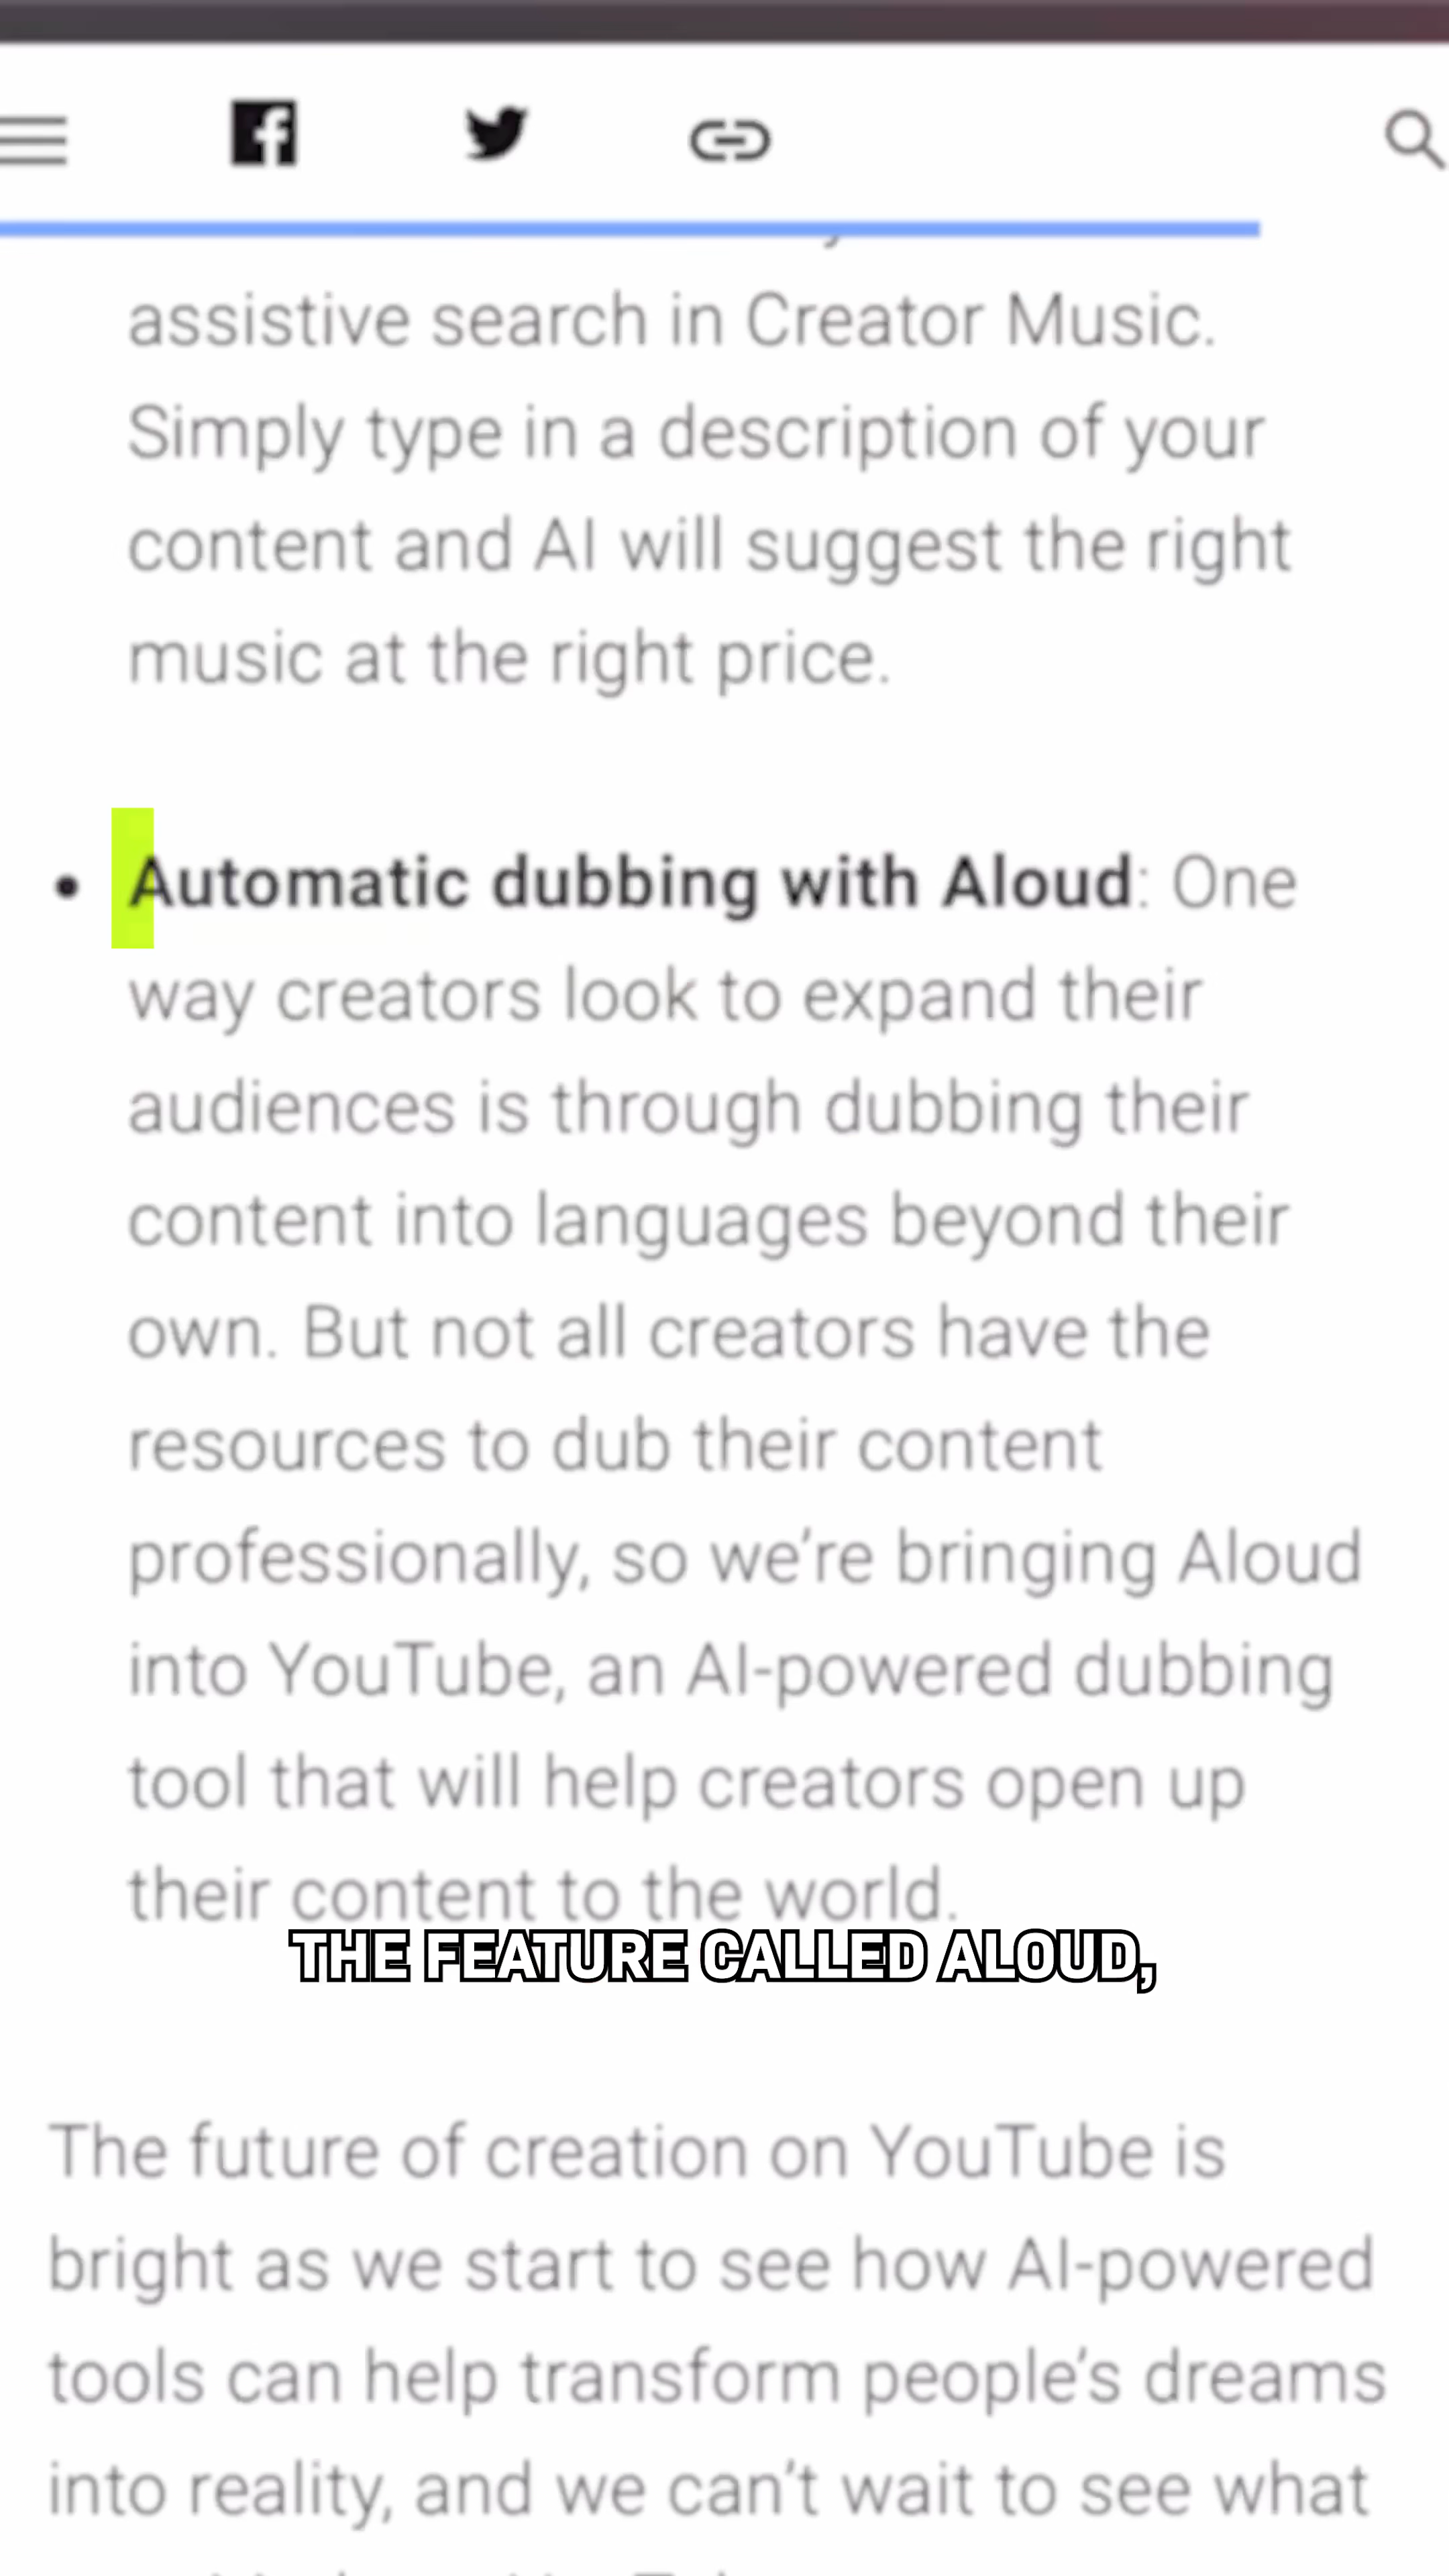 assistive search in Creator Music.
Simply type in a description of your
content and AI will suggest the right
music at the right price.
• Automatic dubbing with Aloud: One
way creators look to expand their
audiences is through dubbing their
content into languages beyond their
own. But not all creators have the
resources to dub their content
professionally, so we’re bringing Aloud
into YouTube, an AI-powered dubbing
tool that will help creators open up
their content to the world.
THE FEATURE CALLED ALOUD,
The future of creation on YouTube is
bright as we start to see how AI-powered
tools can help transform people’s dreams
into reality, and we can’t wait to see what